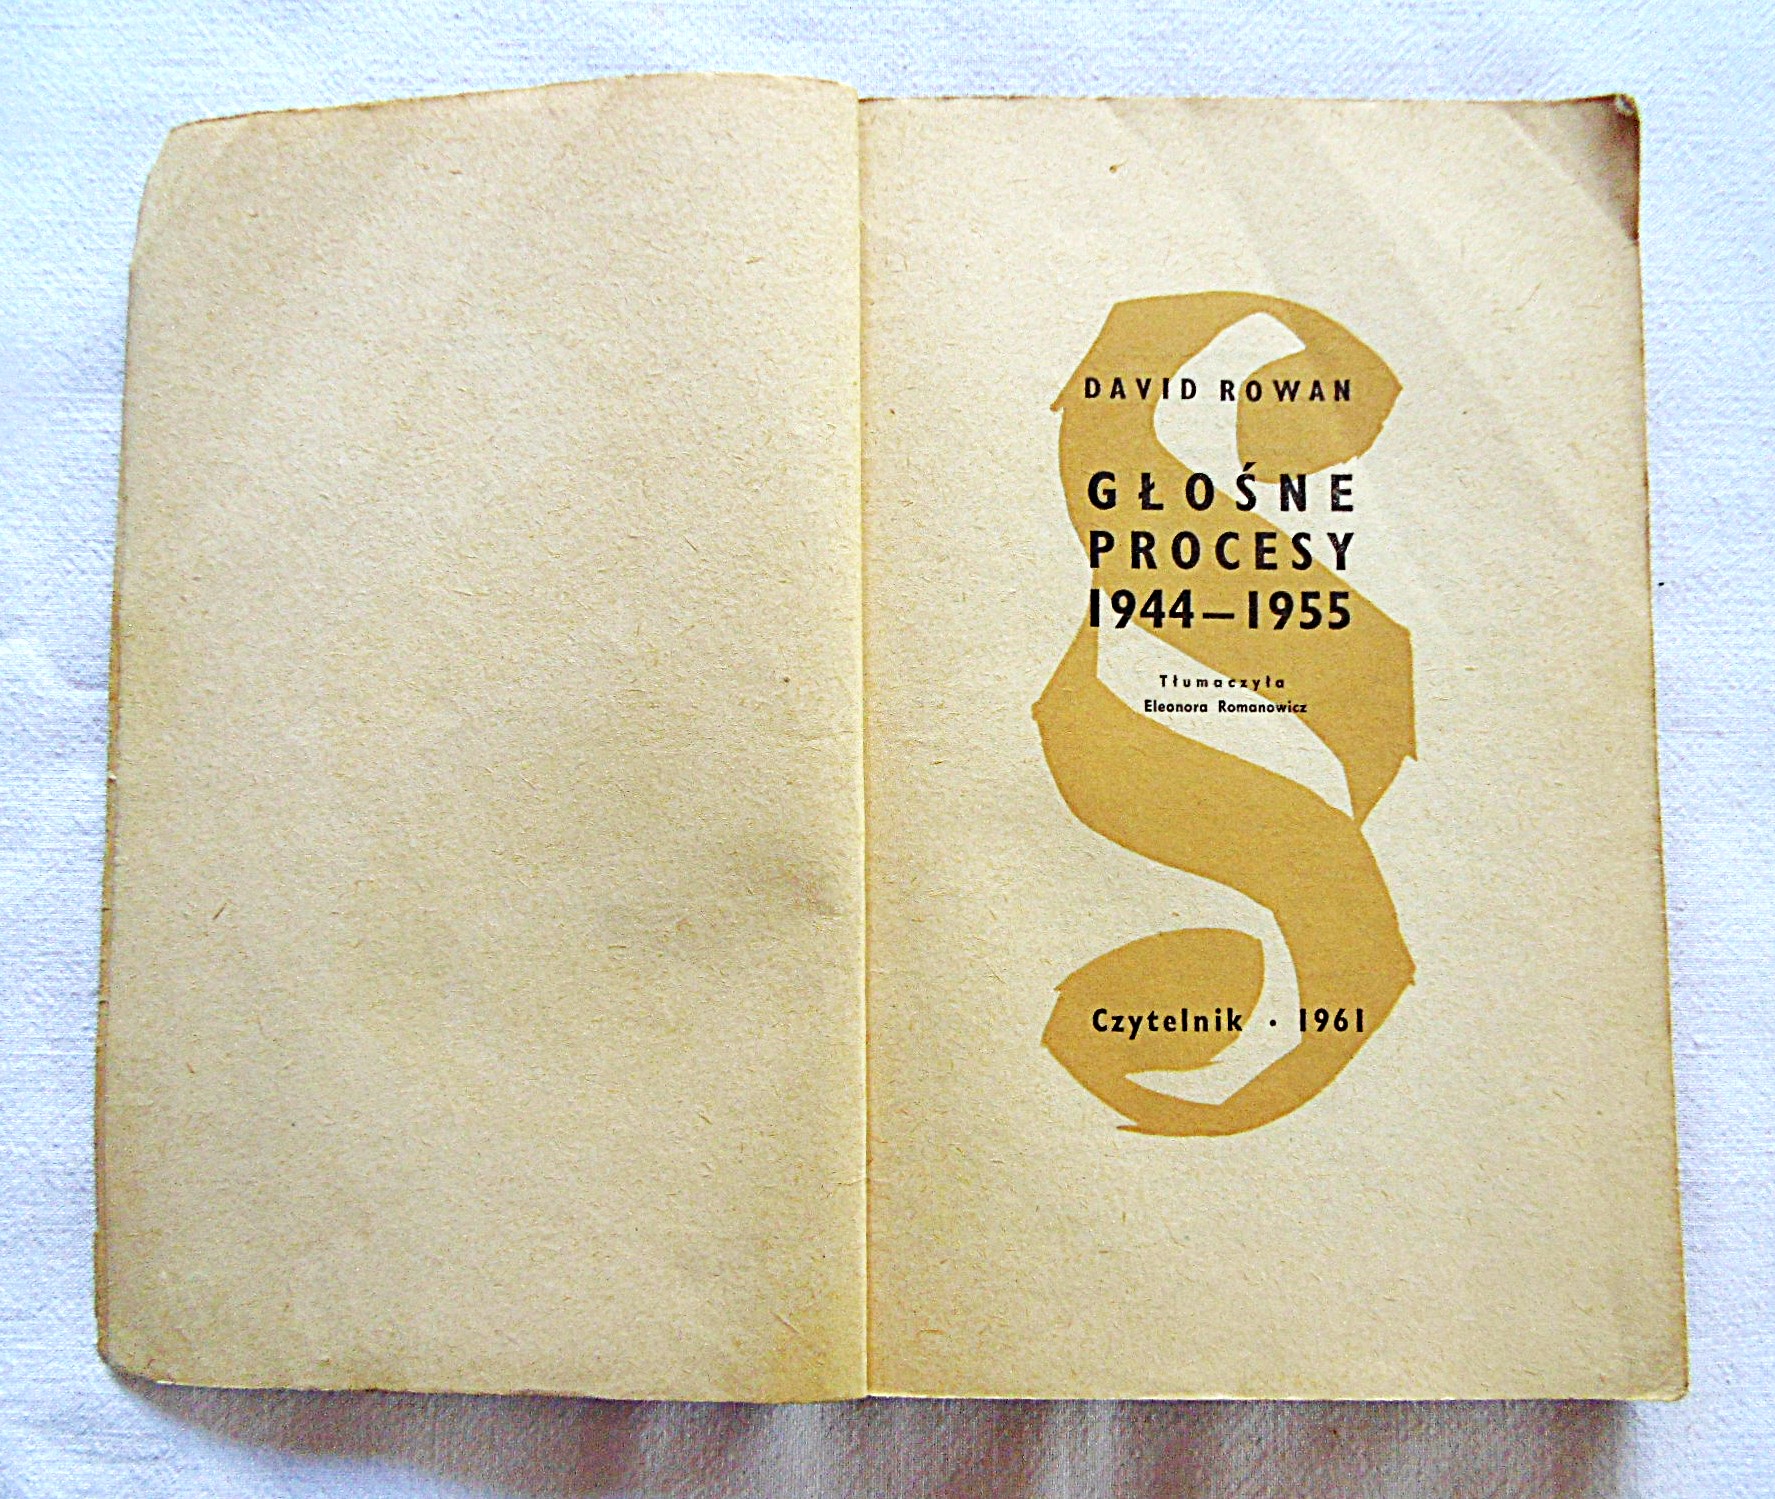 DAVID ROWAN
GŁOŚNE
PROCESY
1944—1955
Tłumaczyła
Eleonora Romanowicz
Czytelnik · 1961